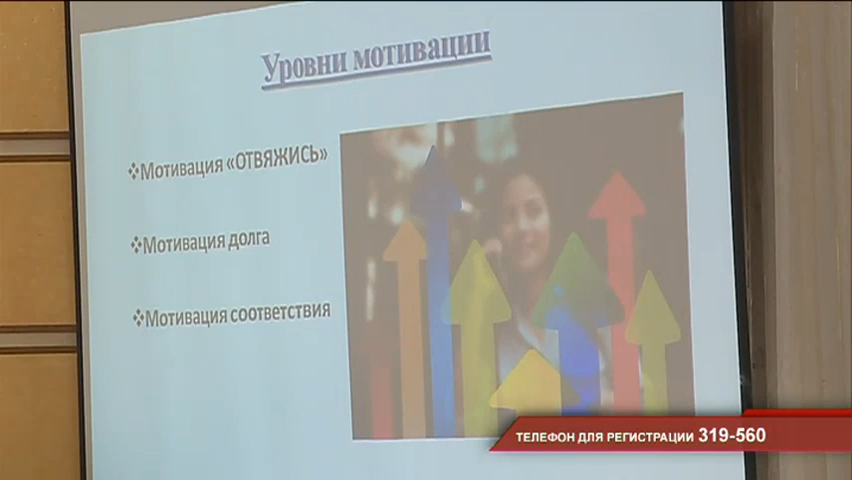 Уровни мотивации
❖Мотивация «ОТВЯЖИСЬ»
❖Мотивация долга
❖Мотивация соответствия
ТЕЛЕФОН ДЛЯ РЕГИСТРАЦИИ 319-560